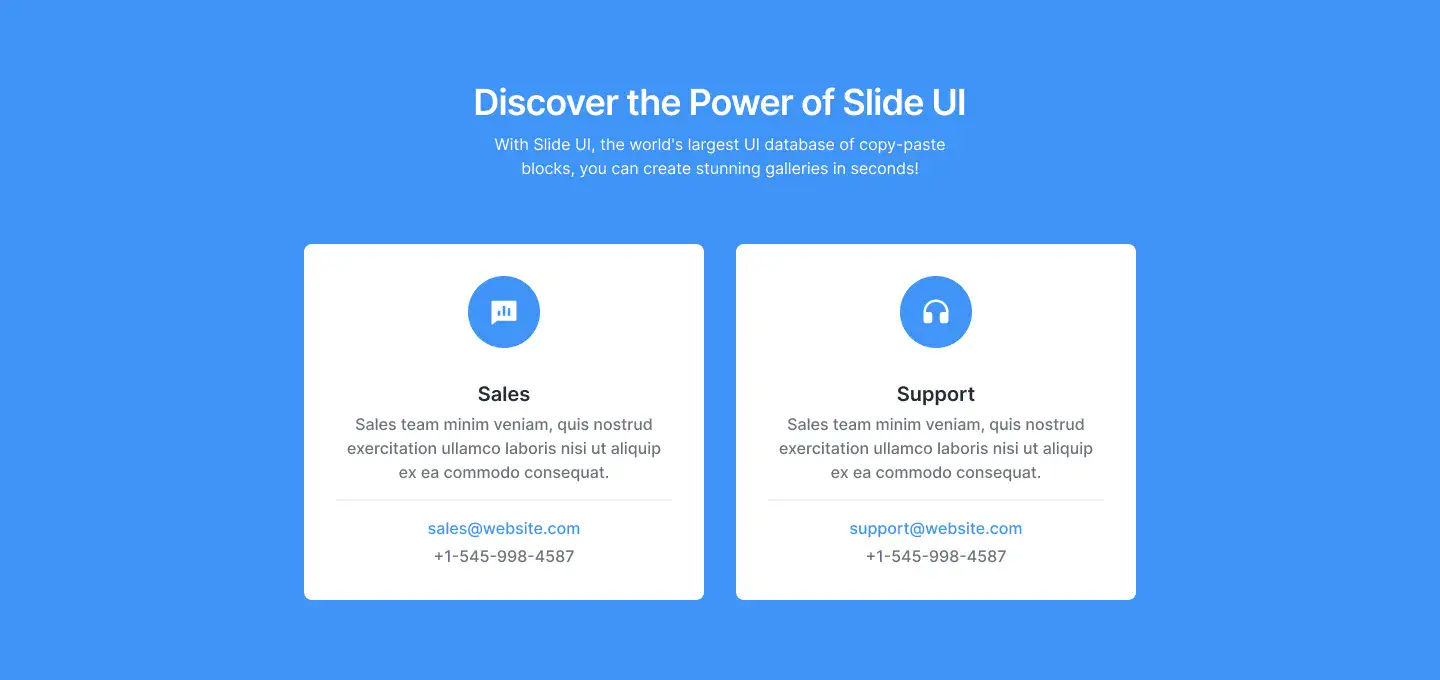 Discover the Power of Slide UI
With Slide UI, the world's largest UI database of copy-paste
blocks, you can create stunning galleries in seconds!
Sales
Sales team minim veniam, quis nostrud
exercitation ullamco laboris nisi ut aliquip
ex ea commodo consequat.
sales@website.com
+1-545-998-4587
Support
Sales team minim veniam, quis nostrud
exercitation ullamco laboris nisi ut aliquip
ex ea commodo consequat.
support@website.com
+1-545-998-4587